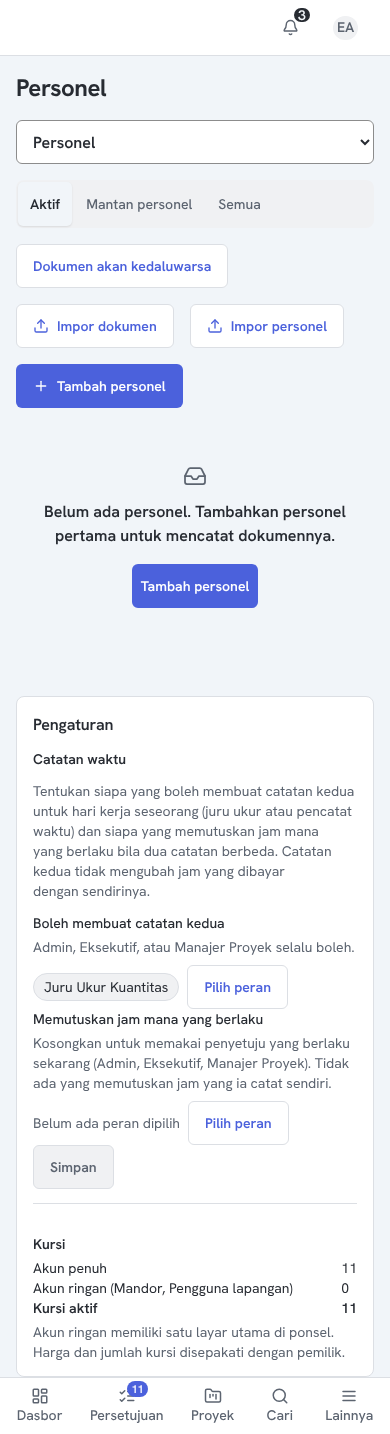 3
EA
Personel
Personel
Aktif Mantan personel Semua
Dokumen akan kedaluwarsa
Impor dokumen Impor personel
Tambah personel
Belum ada personel. Tambahkan personel
pertama untuk mencatat dokumennya.
Tambah personel
Pengaturan
Catatan waktu
Tentukan siapa yang boleh membuat catatan kedua
untuk hari kerja seseorang (juru ukur atau pencatat
waktu) dan siapa yang memutuskan jam mana
yang berlaku bila dua catatan berbeda. Catatan
kedua tidak mengubah jam yang dibayar
dengan sendirinya.
Boleh membuat catatan kedua
Admin, Eksekutif, atau Manajer Proyek selalu boleh.
Juru Ukur Kuantitas Pilih peran
Memutuskan jam mana yang berlaku
Kosongkan untuk memakai penyetuju yang berlaku
sekarang (Admin, Eksekutif, Manajer Proyek). Tidak
ada yang memutuskan jam yang ia catat sendiri.
Belum ada peran dipilih Pilih peran
Simpan
Kursi
Akun penuh 11
Akun ringan (Mandor, Pengguna lapangan) 0
Kursi aktif 11
Akun ringan memiliki satu layar utama di ponsel.
Harga dan jumlah kursi disepakati dengan pemilik.
11
Dasbor Persetujuan Proyek Cari Lainnya